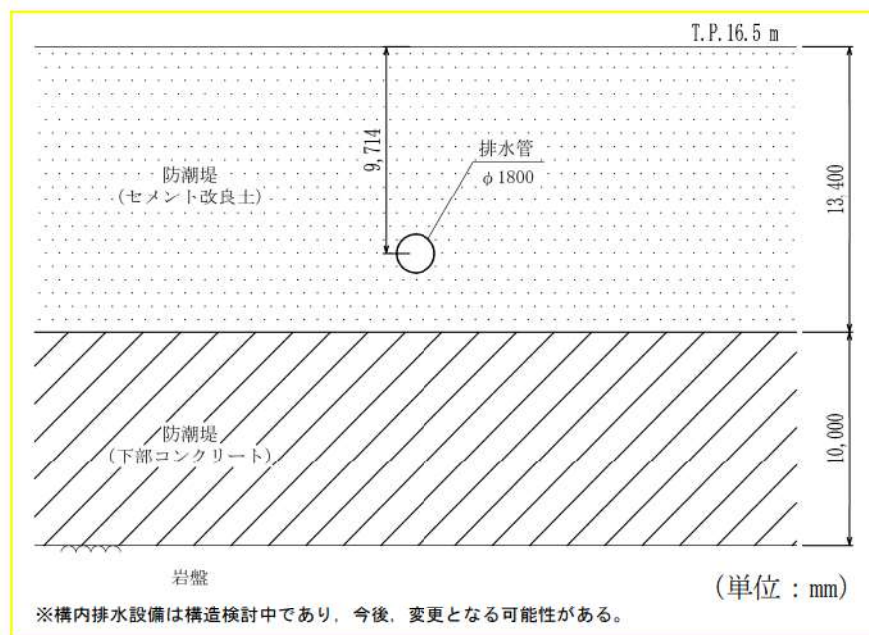 T.P.16.5 m
9,714
排水管
φ1800
防潮堤
(セメント改良土)
13,400
防潮堤
(下部コンクリート)
10,000
岩盤
(単位：mm)
※構内排水設備は構造検討中であり，今後，変更となる可能性がある。